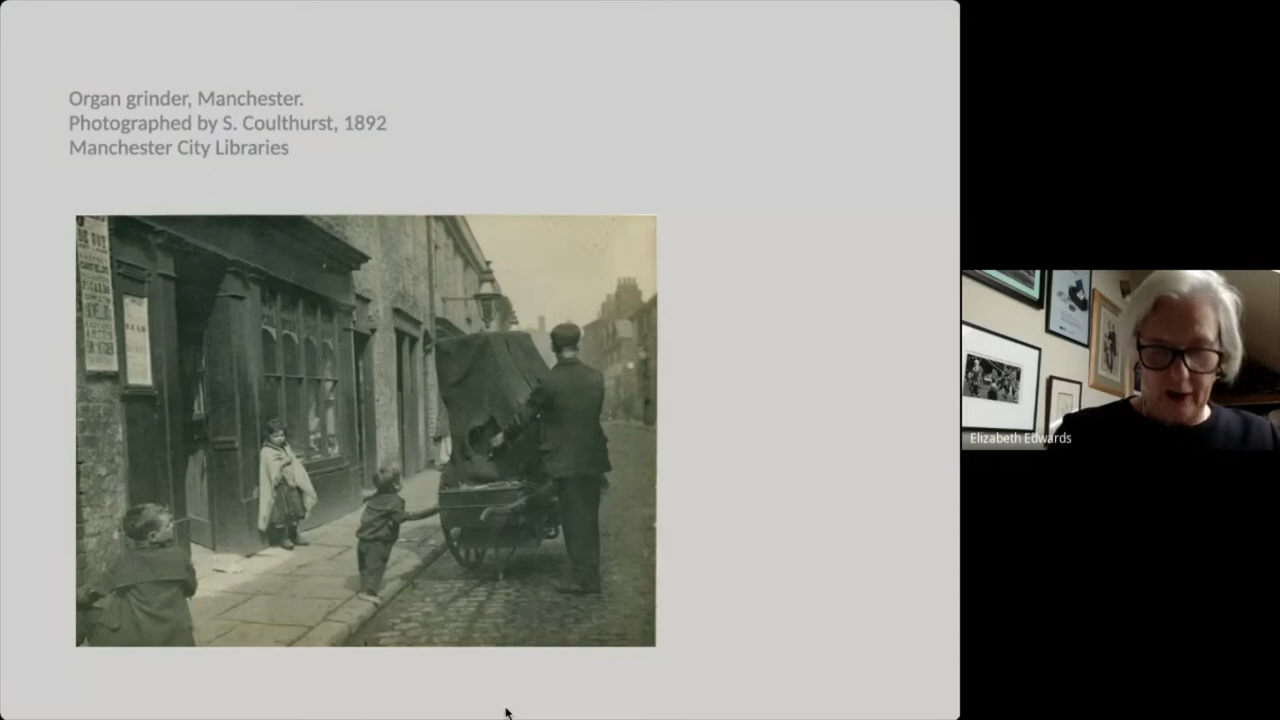 Organ grinder, Manchester.
Photographed by S. Coulthurst, 1892
Manchester City Libraries
Elizabeth Edwards